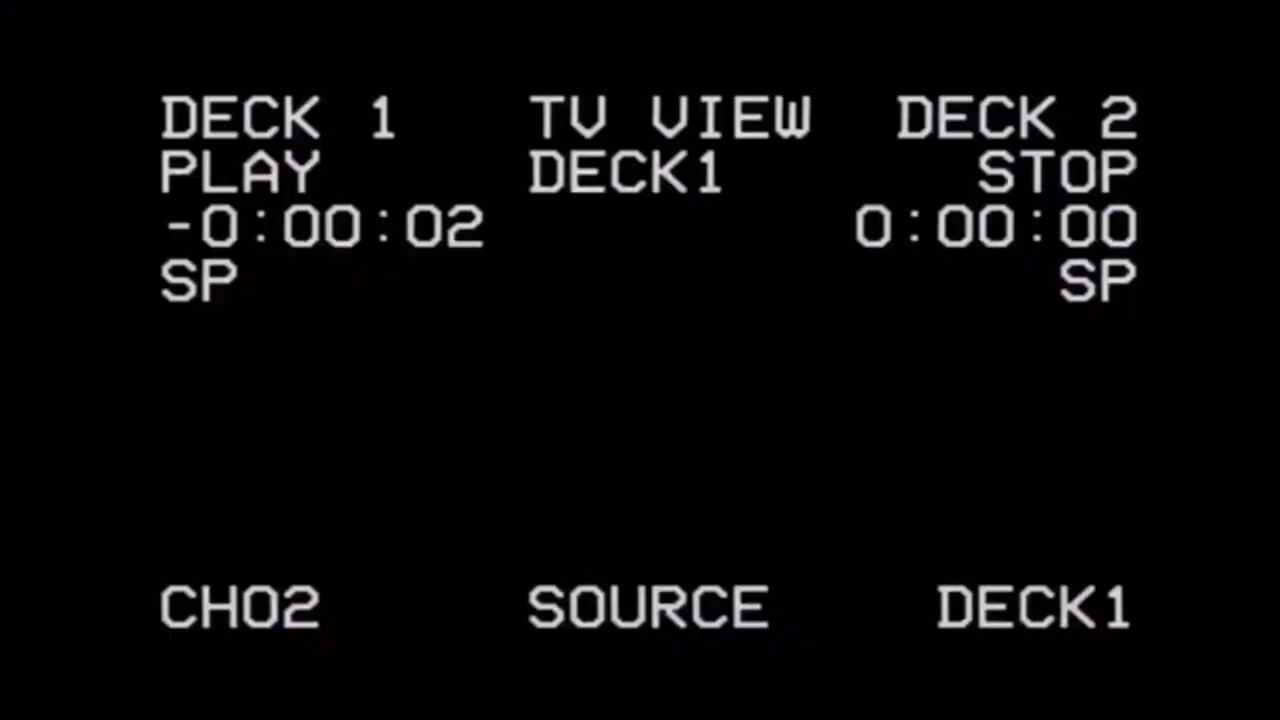 DECK 1 TV VIEW DECK 2
PLAY DECK1 STOP
-0:00:02 0:00:00
SP SP
CH02 SOURCE DECK1